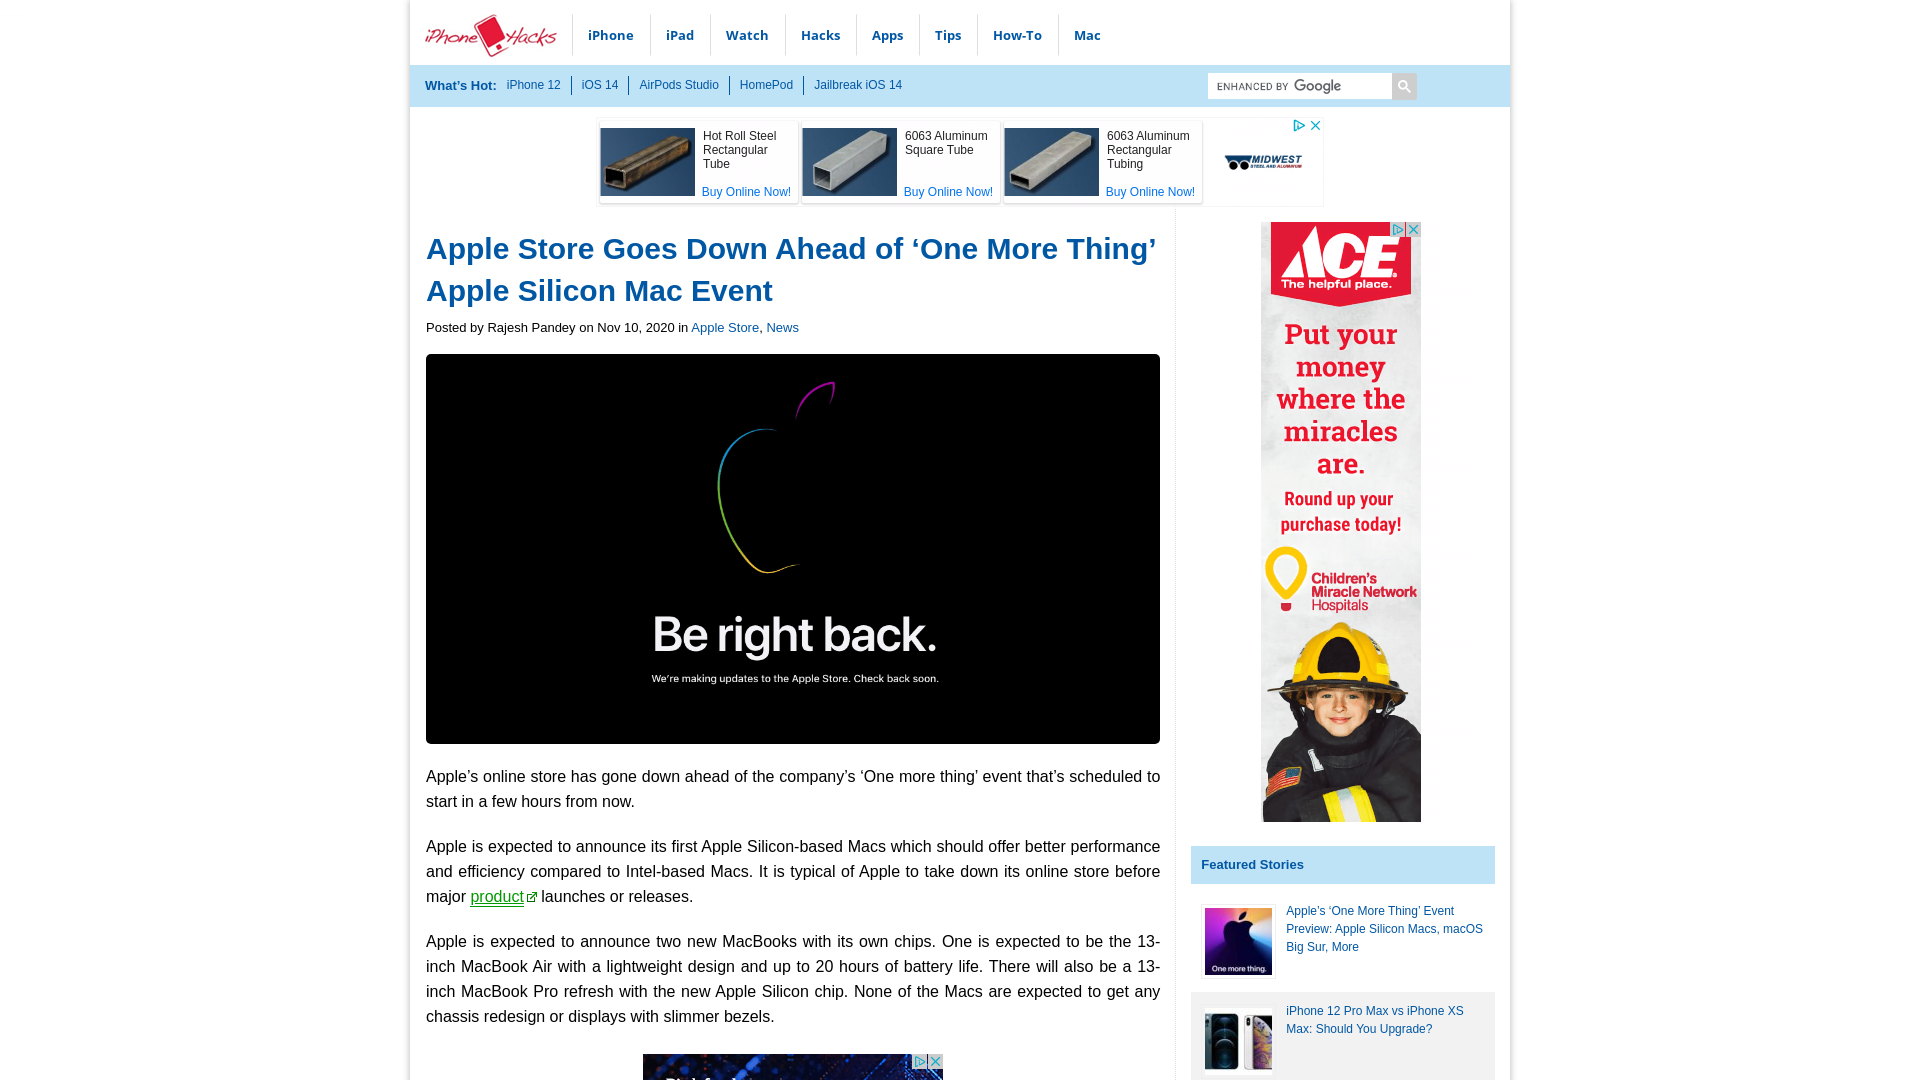 iPhone Hacks
iPhone
iPad
Watch
Hacks
Apps
Tips
How-To
Mac
What's Hot:
iPhone 12
iOS 14
AirPods Studio
HomePod
Jailbreak iOS 14
ENHANCED BY Google
Hot Roll Steel
Rectangular
Tube
Buy Online Now!
6063 Aluminum
Square Tube
Buy Online Now!
6063 Aluminum
Rectangular
Tubing
Buy Online Now!
MIDWEST
STEEL AND ALUMINUM
Apple Store Goes Down Ahead of ‘One More Thing’
Apple Silicon Mac Event
Posted by Rajesh Pandey on Nov 10, 2020 in Apple Store, News
Be right back.
We're making updates to the Apple Store. Check back soon.
Apple’s online store has gone down ahead of the company’s ‘One more thing’ event that’s scheduled to
start in a few hours from now.
Apple is expected to announce its first Apple Silicon-based Macs which should offer better performance
and efficiency compared to Intel-based Macs. It is typical of Apple to take down its online store before
major product launches or releases.
Apple is expected to announce two new MacBooks with its own chips. One is expected to be the 13-
inch MacBook Air with a lightweight design and up to 20 hours of battery life. There will also be a 13-
inch MacBook Pro refresh with the new Apple Silicon chip. None of the Macs are expected to get any
chassis redesign or displays with slimmer bezels.
ACE
The helpful place.
Put your
money
where the
miracles
are.
Round up your
purchase today!
Children's
Miracle Network
Hospitals
Featured Stories
One more thing.
Apple’s ‘One More Thing’ Event
Preview: Apple Silicon Macs, macOS
Big Sur, More
iPhone 12 Pro Max vs iPhone XS
Max: Should You Upgrade?